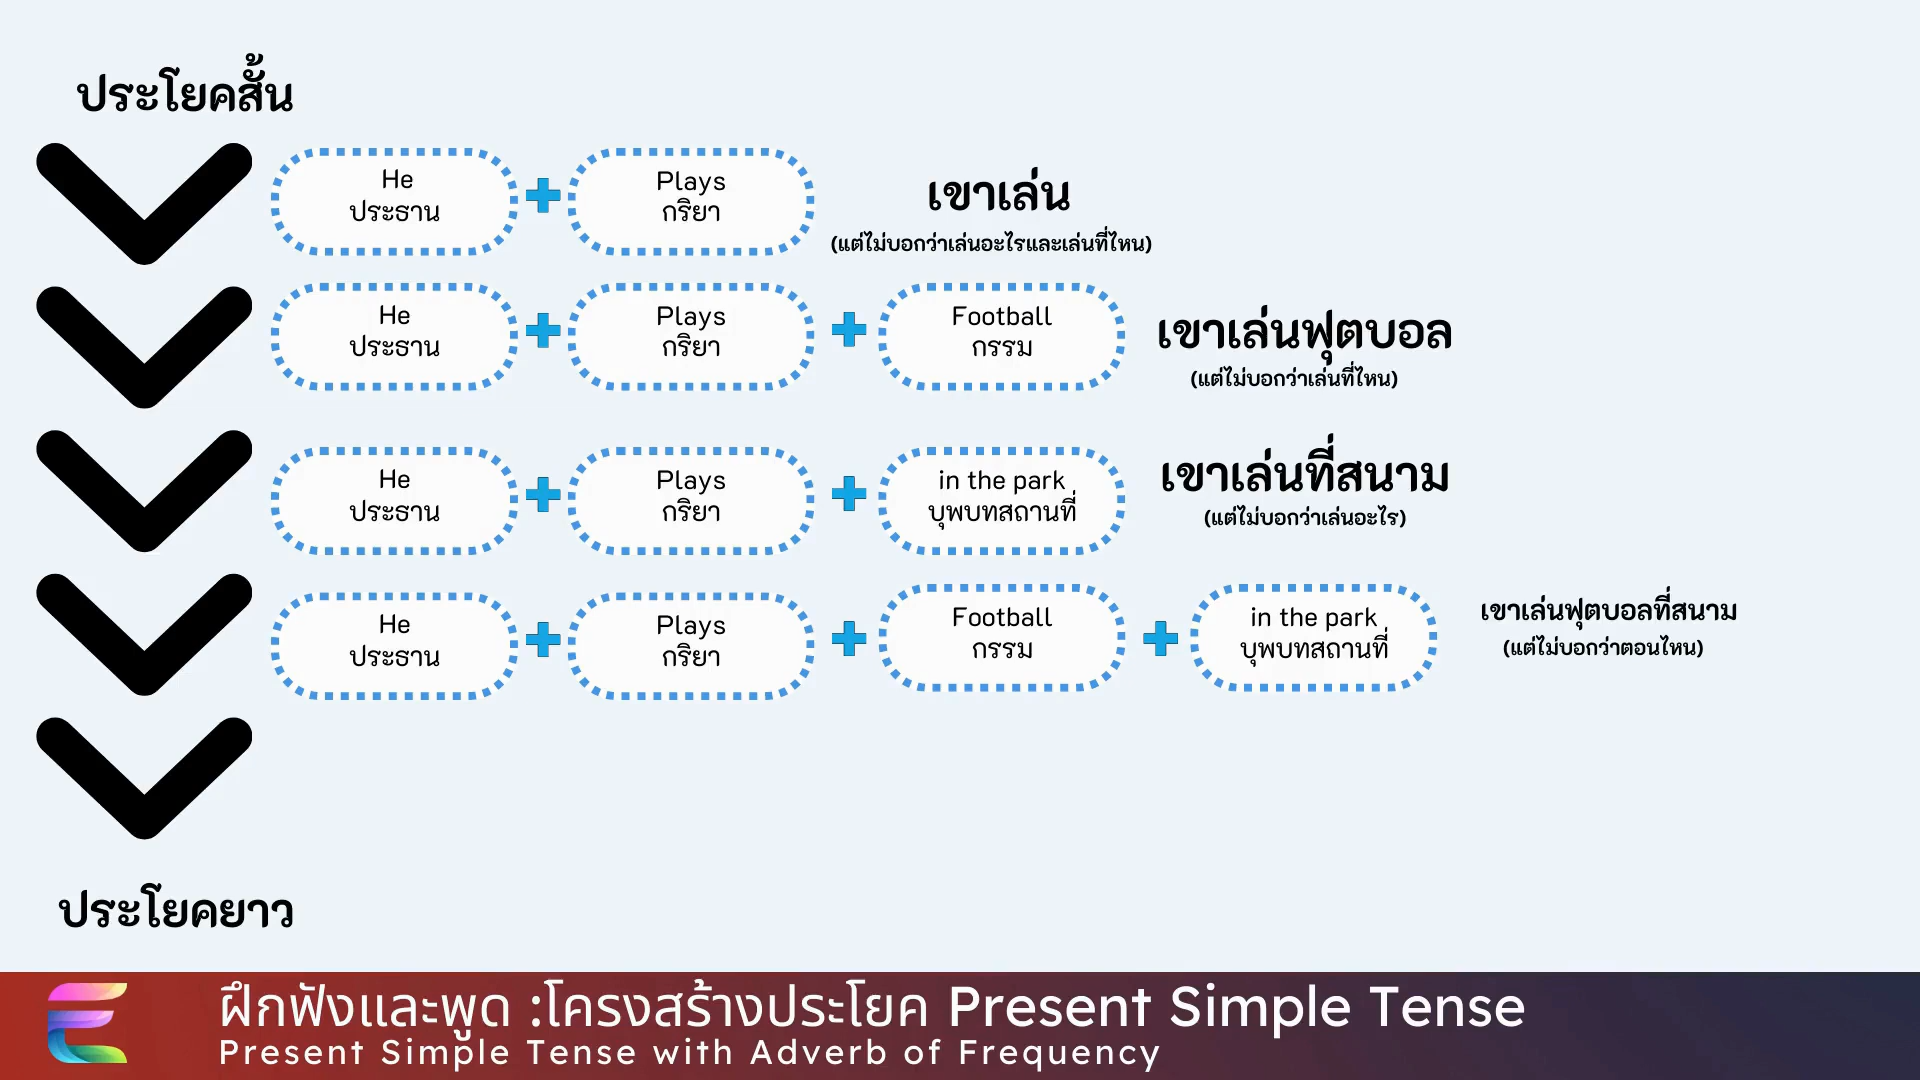 ประโยคสั้น
He
ประธาน
Plays
กริยา
เขาเล่น
(แต่ไม่บอกว่าเล่นอะไรและเล่นที่ไหน)
He
ประธาน
Plays
กริยา
Football
กรรม
เขาเล่นฟุตบอล
(แต่ไม่บอกว่าเล่นที่ไหน)
He
ประธาน
Plays
กริยา
in the park
บุพบทสถานที่
เขาเล่นที่สนาม
(แต่ไม่บอกว่าเล่นอะไร)
He
ประธาน
Plays
กริยา
Football
กรรม
in the park
บุพบทสถานที่
เขาเล่นฟุตบอลที่สนาม
(แต่ไม่บอกว่าตอนไหน)
ประโยคยาว
ฝึกฟังและพูด :โครงสร้างประโยค Present Simple Tense
Present Simple Tense with Adverb of Frequency